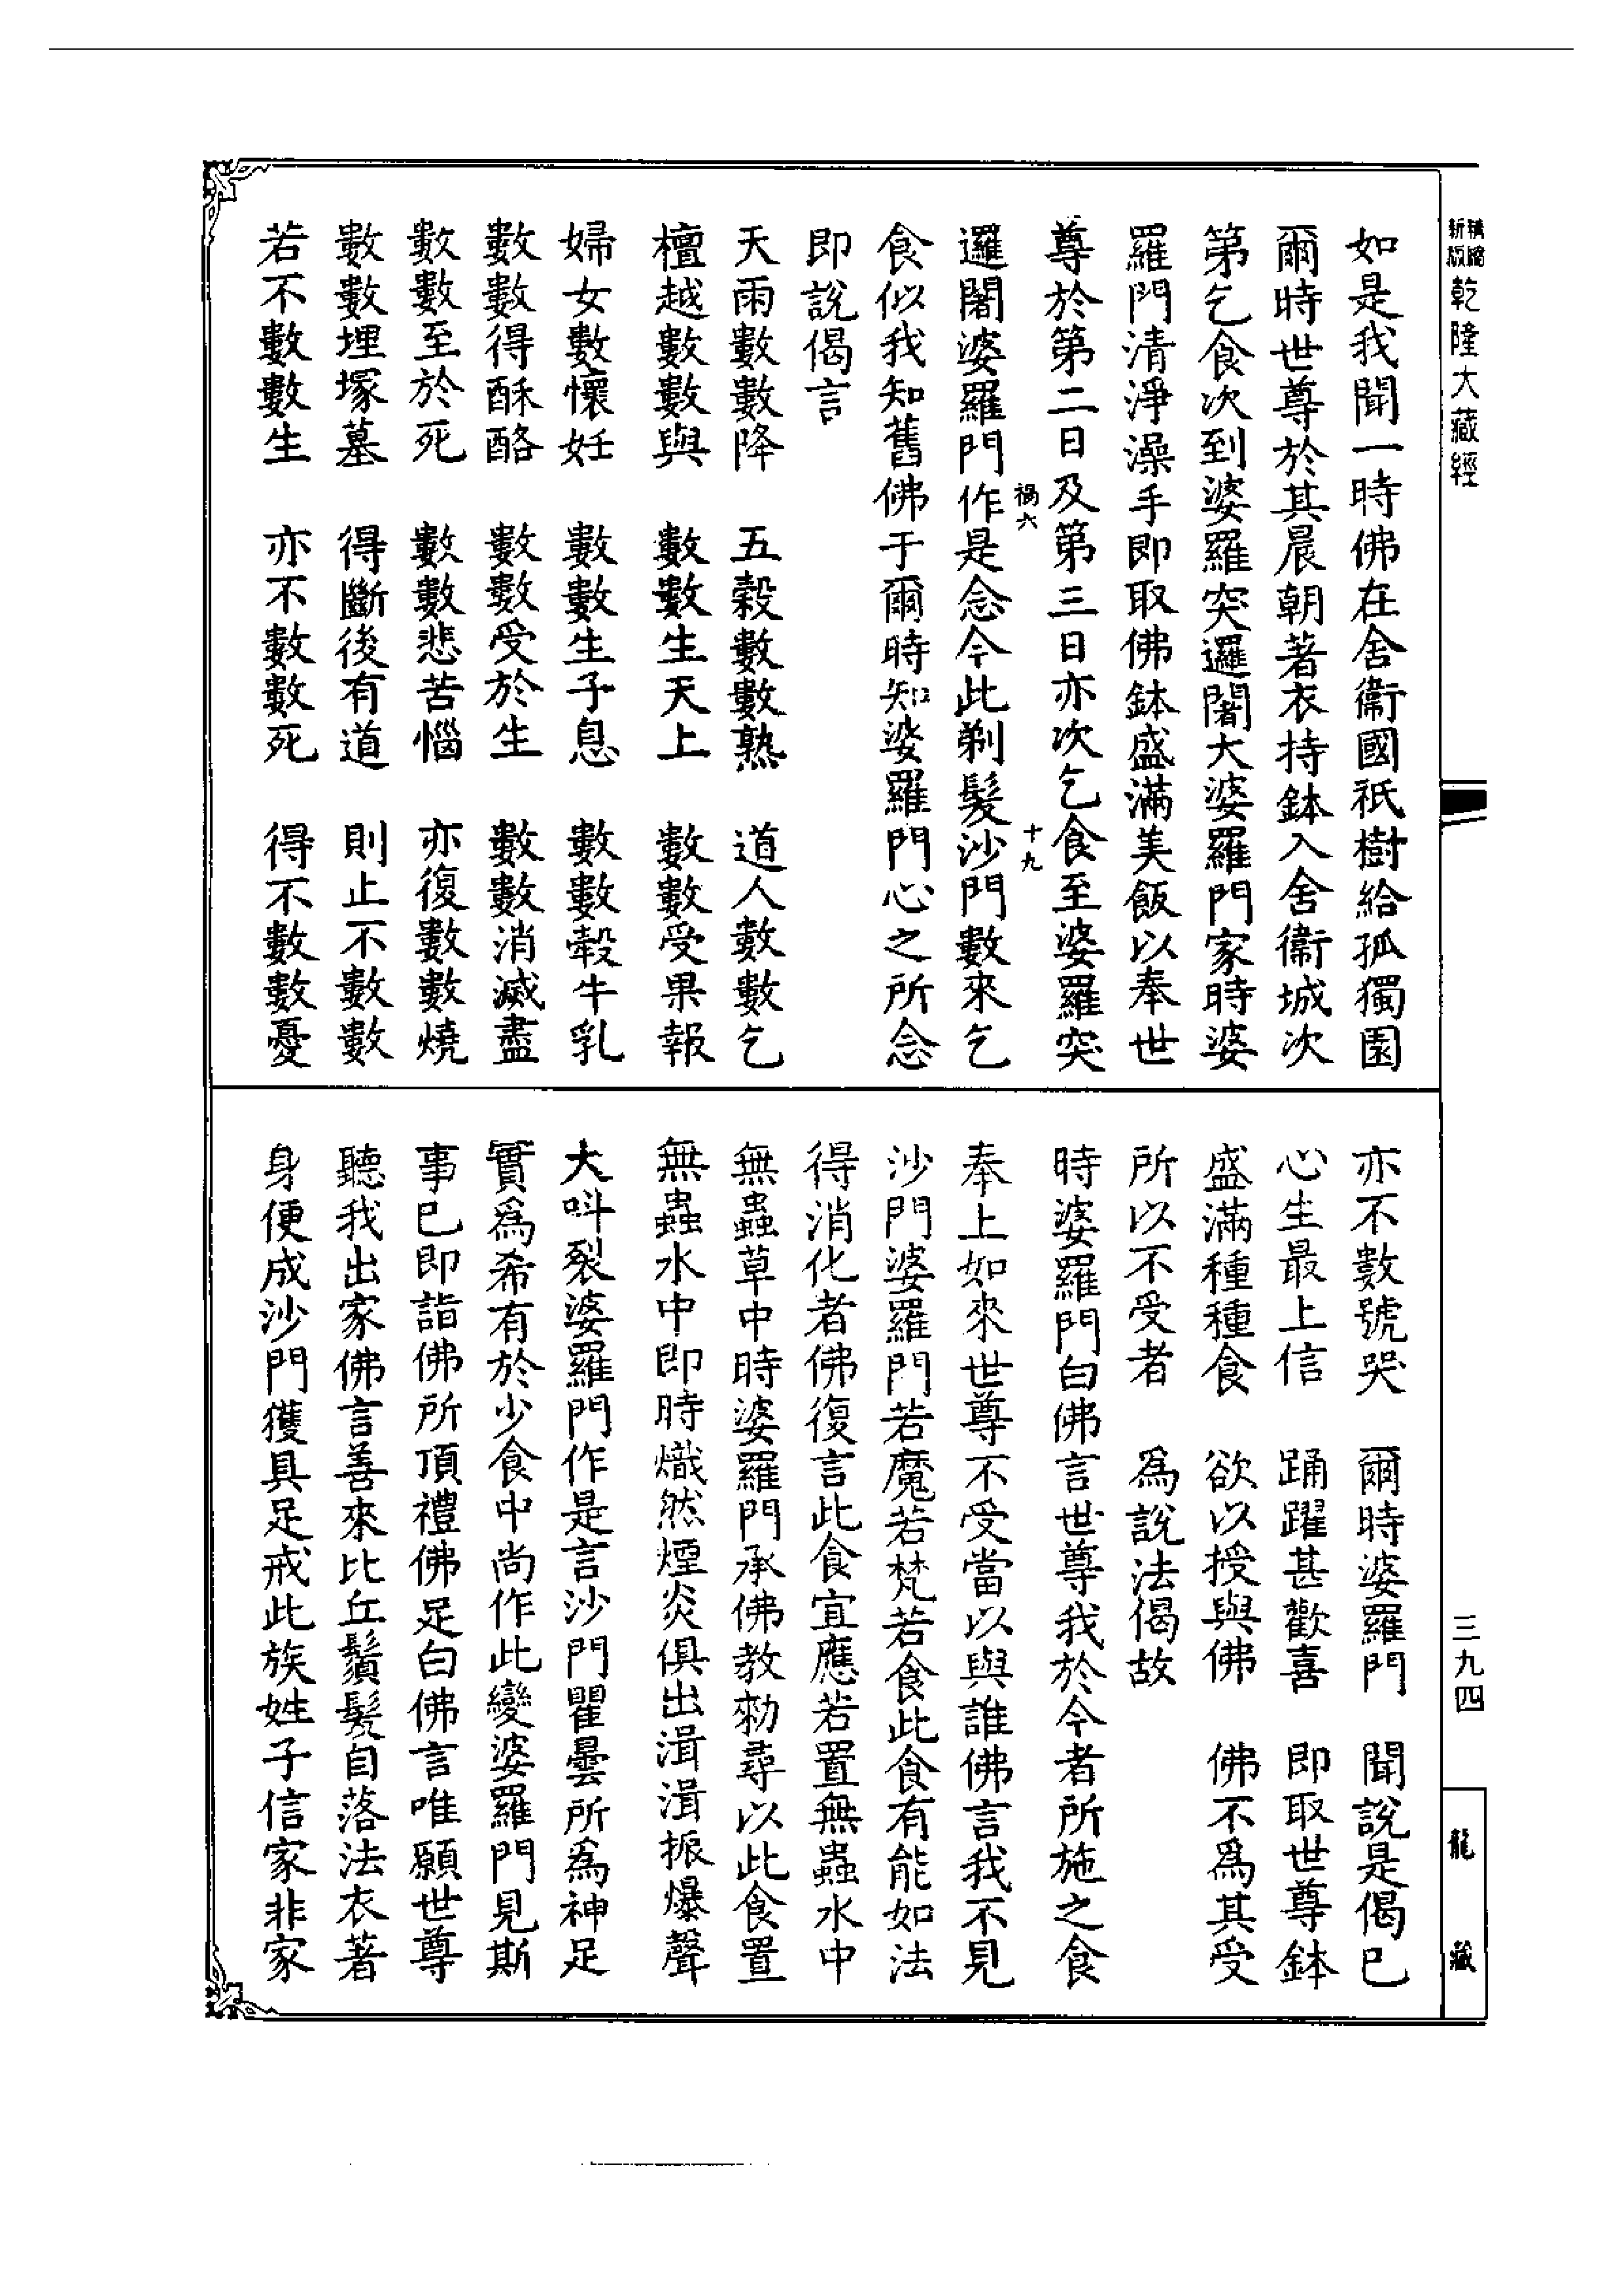 新版
精縮
乾隆大藏經
三九四
龍藏
如是我聞一時佛在舍衞國祇樹給孤獨園
爾時世尊於其晨朝著衣持鉢入舍衞城次
第乞食次到婆羅突邏闍大婆羅門家時婆
羅門清淨澡手即取佛鉢盛滿美飯以奉世
尊於第二日及第三日亦次乞食至婆羅突
禍六 十九
邏闍婆羅門作是念今此剃髮沙門數來乞
食似我知舊佛于爾時知婆羅門心之所念
即說偈言
天雨數數降 五穀數數熟 道人數數乞
檀越數數與 數數生天上 數數受果報
婦女數懷妊 數數生子息 數數𤚲牛乳
數數得酥酪 數數受於生 數數消滅盡
數數至於死 數數悲苦惱 亦復數數燒
數數埋塚墓 得斷後有道 則止不數數
若不數數生 亦不數數死 得不數數憂
亦不數號哭 爾時婆羅門 聞說是偈已
心生最上信 踊躍甚歡喜 即取世尊鉢
盛滿種種食 欲以授與佛 佛不爲其受
所以不受者 爲說法偈故
時婆羅門白佛言世尊我於今者所施之食
奉上如來世尊不受當以與誰佛言我不見
沙門婆羅門若魔若梵若食此食有能如法
得消化者佛復言此食宜應若置無蟲水中
無蟲草中時婆羅門承佛教勑尋以此食置
無蟲水中即時熾然煙炎俱出湒湒振爆聲
大呌裂婆羅門作是言沙門瞿曇所爲神足
實爲希有於少食中尚作此變婆羅門見斯
事已即詣佛所頂禮佛足白佛言唯願世尊
聽我出家佛言善來比丘鬚髮自落法衣著
身便成沙門獲具足戒此族姓子信家非家